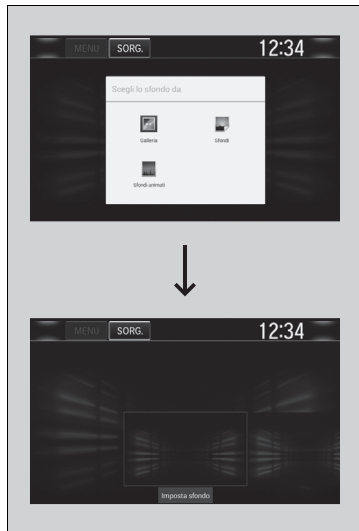 MENU SORG. 12:34
Scegli lo sfondo da
Galleria Sfondi
Sfondi animati
MENU SORG. 12:34
Imposta sfondo